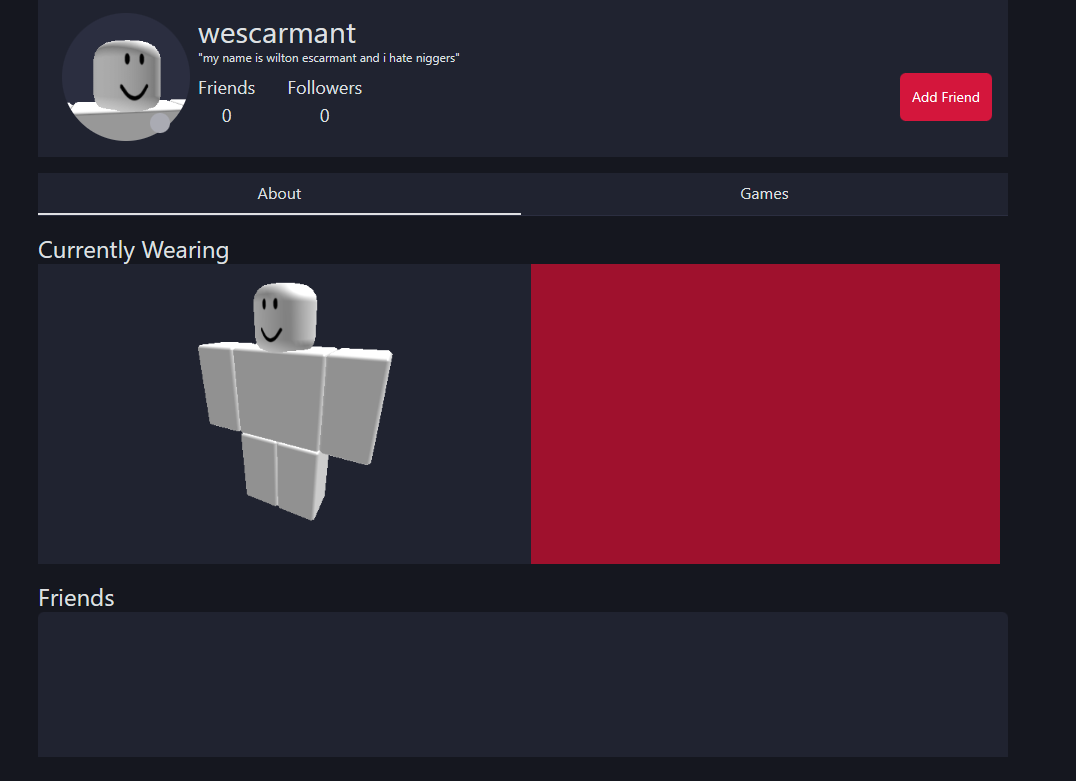 wescarmant
"my name is wilton escarmant and i hate niggers"
Friends Followers
0 0
Add Friend
About Games
Currently Wearing
Friends